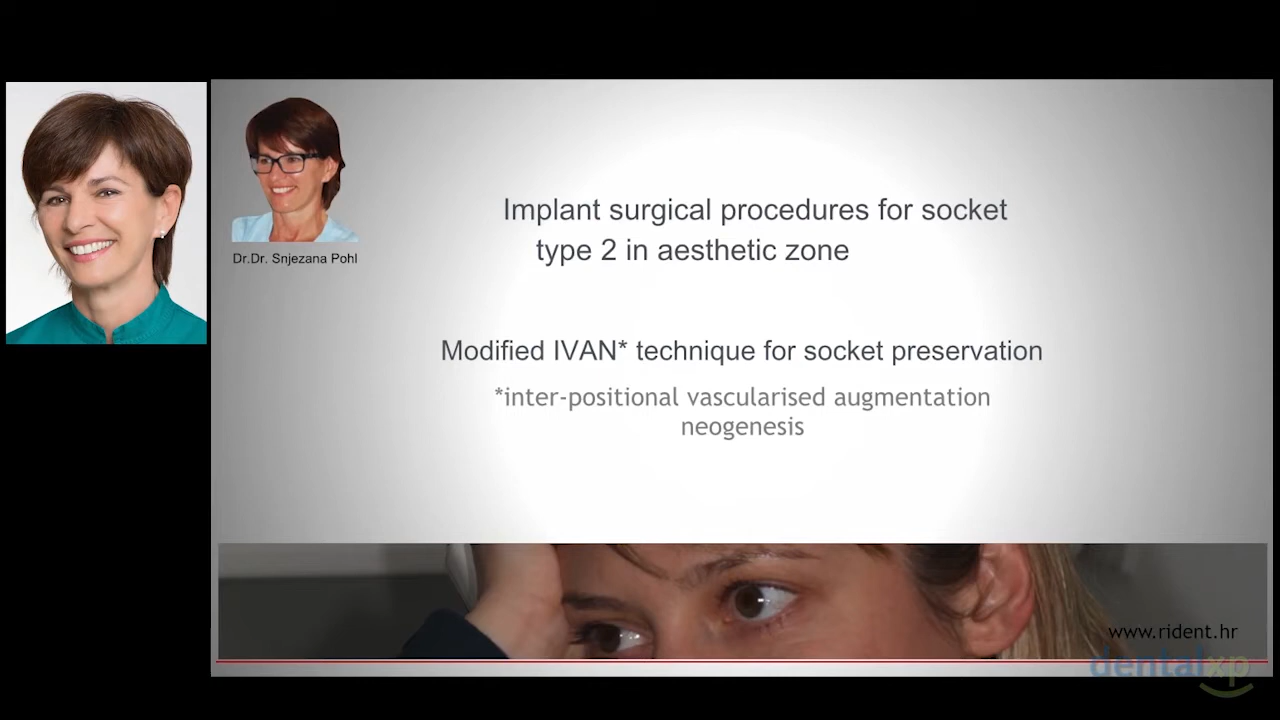 Dr.Dr. Snjezana Pohl
Implant surgical procedures for socket
type 2 in aesthetic zone
Modified IVAN* technique for socket preservation
*inter-positional vascularised augmentation
neogenesis
www.rident.hr
dentalxp